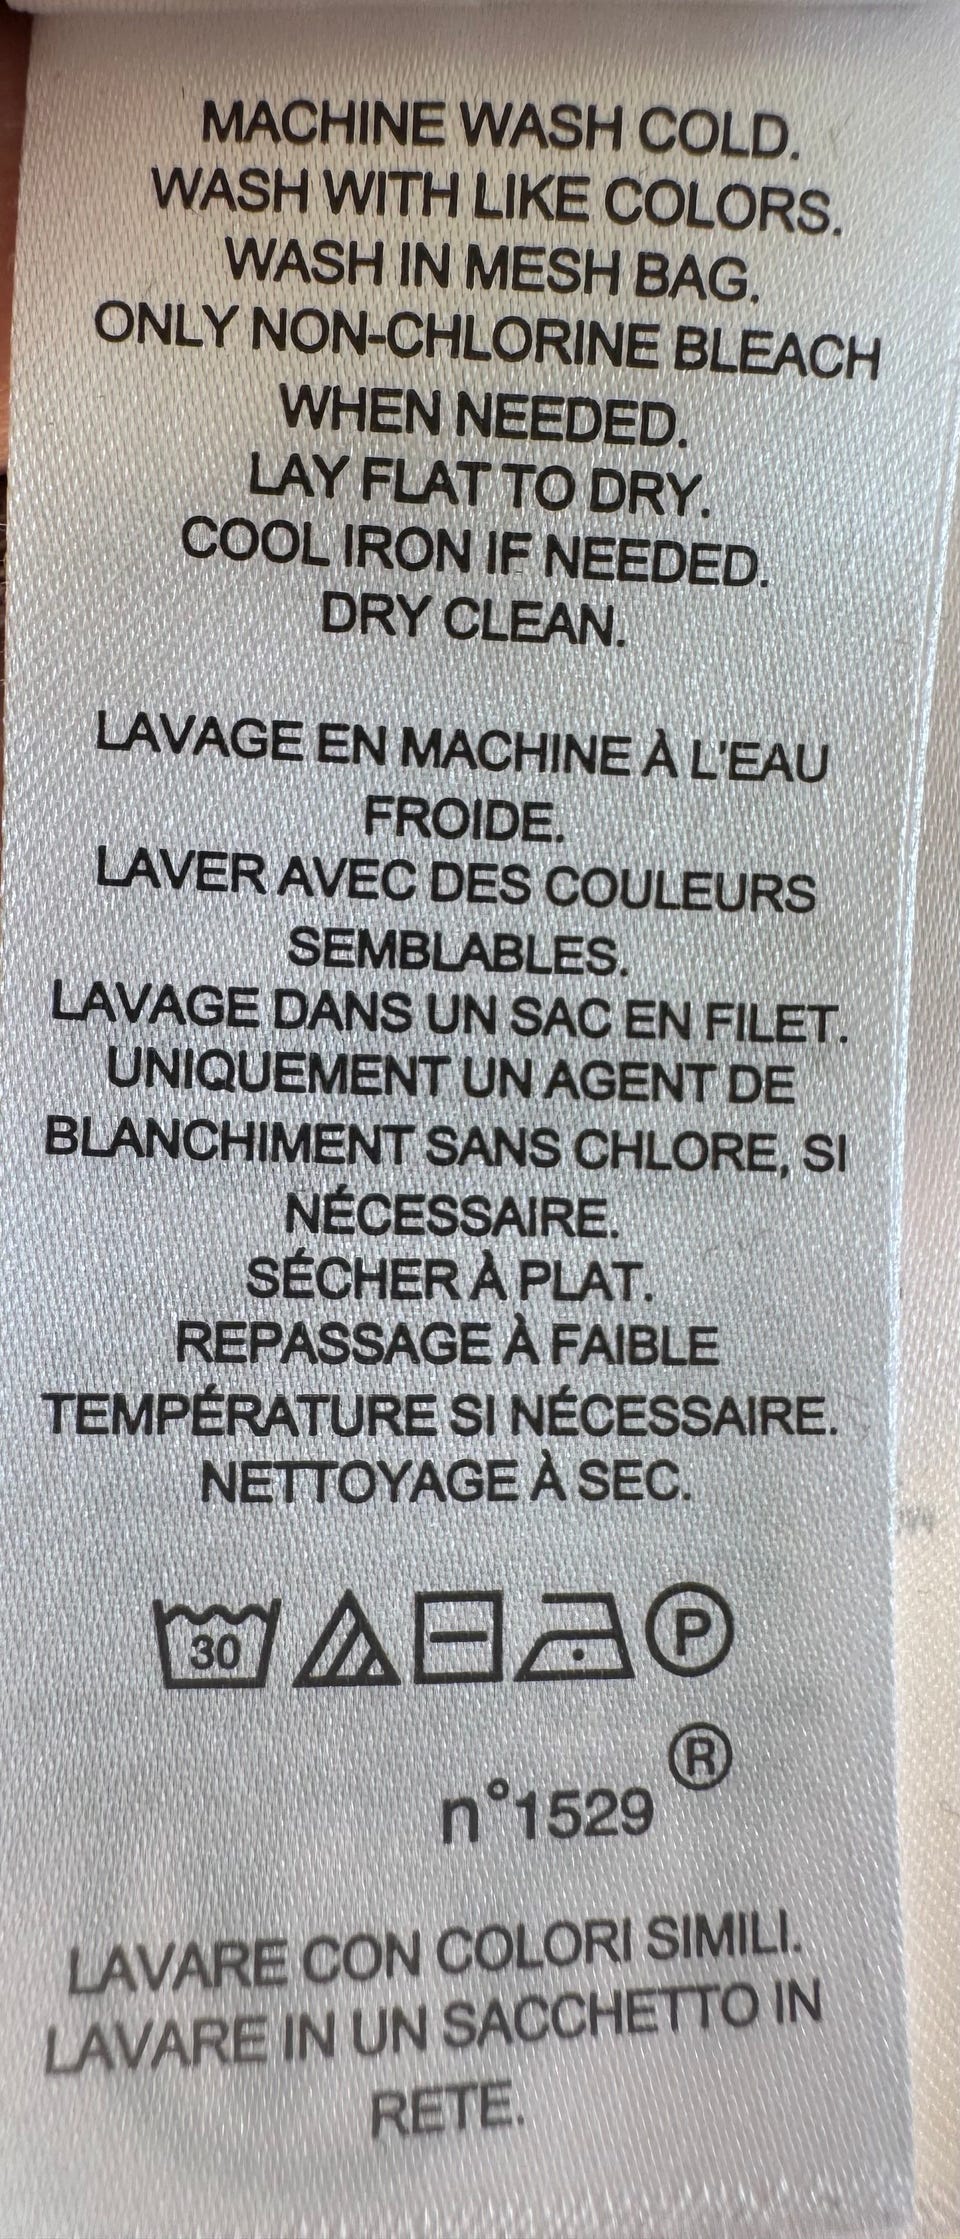 MACHINE WASH COLD.
WASH WITH LIKE COLORS.
WASH IN MESH BAG.
ONLY NON-CHLORINE BLEACH
WHEN NEEDED.
LAY FLAT TO DRY.
COOL IRON IF NEEDED.
DRY CLEAN.
LAVAGE EN MACHINE À L'EAU
FROIDE.
LAVER AVEC DES COULEURS
SEMBLABLES.
LAVAGE DANS UN SAC EN FILET.
UNIQUEMENT UN AGENT DE
BLANCHIMENT SANS CHLORE, SI
NÉCESSAIRE.
SÉCHER À PLAT.
REPASSAGE À FAIBLE
TEMPÉRATURE SI NÉCESSAIRE.
NETTOYAGE À SEC.
30 P
®
n°1529
LAVARE CON COLORI SIMILI.
LAVARE IN UN SACCHETTO IN
RETE.